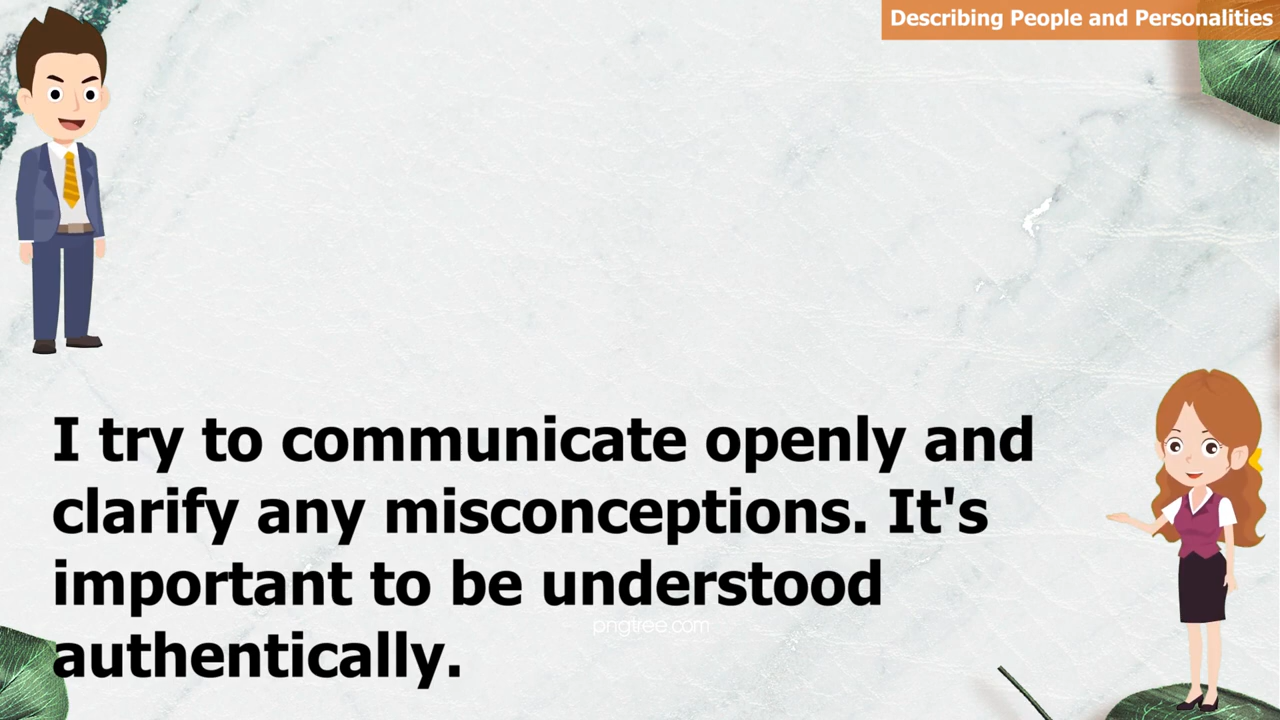 Describing People and Personalities
I try to communicate openly and
clarify any misconceptions. It's
important to be understood
pngtree.com
authentically.